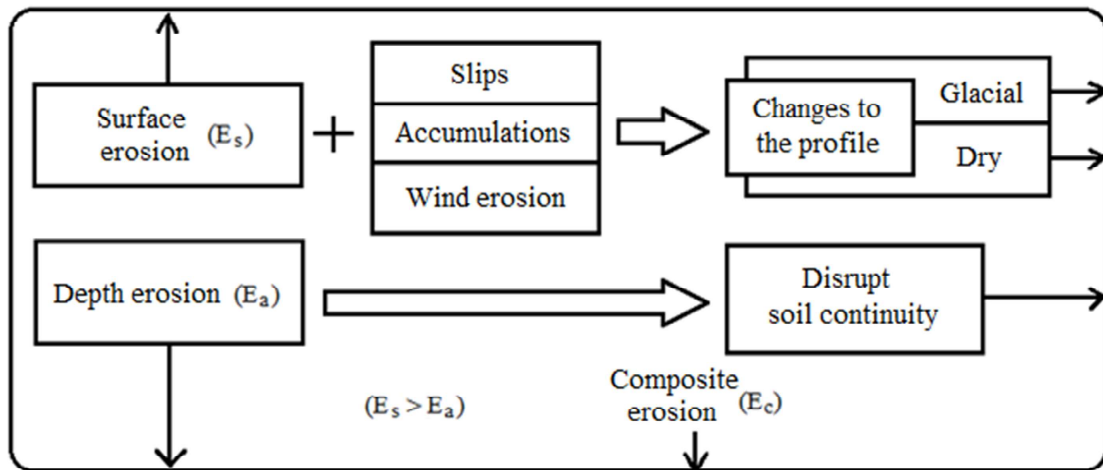 Surface
erosion (Eₛ)
+
Slips
Accumulations
Wind erosion
Changes to
the profile
Glacial
Dry
Depth erosion (Eₐ)
Disrupt
soil continuity
(Eₛ > Eₐ)
Composite
erosion (E꜀)